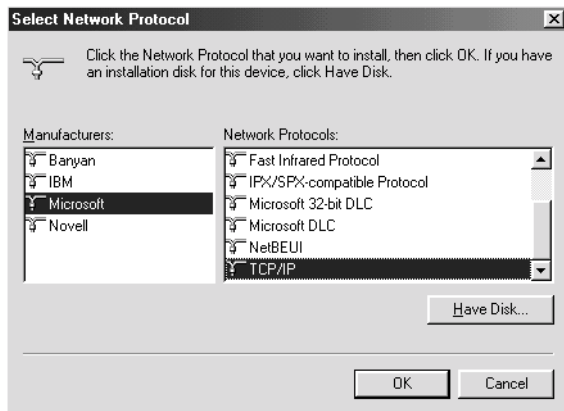 Select Network Protocol
Click the Network Protocol that you want to install, then click OK. If you have
an installation disk for this device, click Have Disk.
Manufacturers:
Banyan
IBM
Microsoft
Novell
Network Protocols:
Fast Infrared Protocol
IPX/SPX-compatible Protocol
Microsoft 32-bit DLC
Microsoft DLC
NetBEUI
TCP/IP
Have Disk...
OK
Cancel